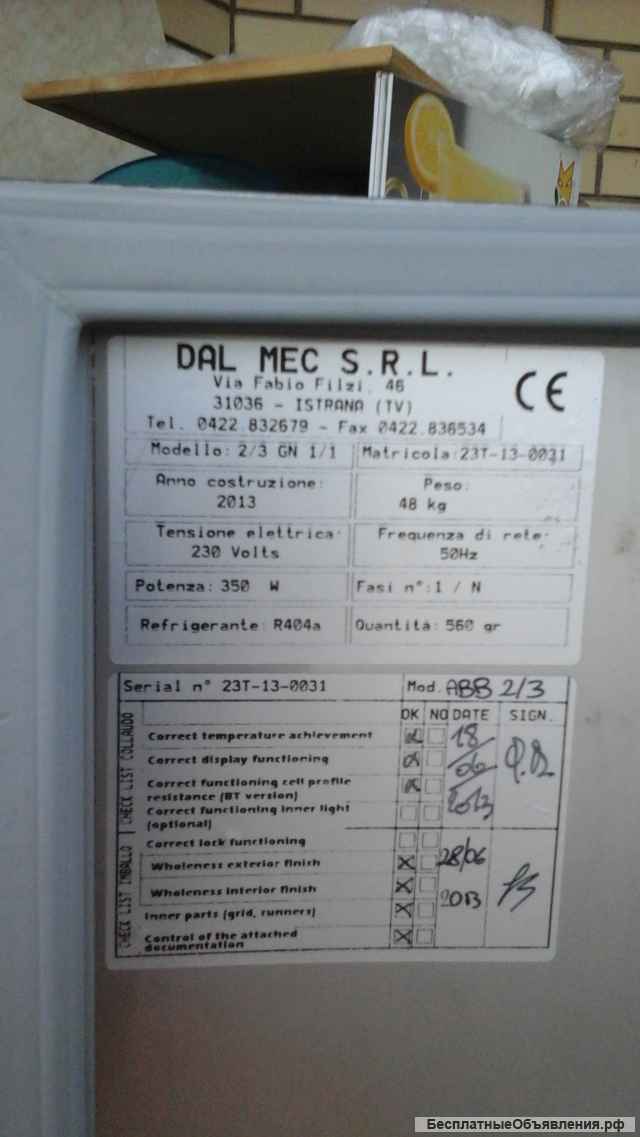 DAL MEC S.R.L.
Via Fabio Filzi, 46
31036 - ISTRANA (TV)
Tel. 0422.832679 - Fax 0422.836534
CE
Modello: 2/3 GN 1/1 Matricola:23T-13-0031
Anno costruzione: 2013 Peso: 48 kg
Tensione elettrica: 230 Volts Frequenza di rete: 50Hz
Potenza: 350 W Fasi n°:1 / N
Refrigerante: R404a Quantità: 560 gr
Serial n° 23T-13-0031 Mod. ABB 2/3
OK NO DATE SIGN.
CHECK LIST COLLAUDO
Correct temperature achievement
Correct display functioning
Correct functioning cell profile
resistance (BT version)
Correct functioning inner light
(optional)
18/06 2013
CHECK LIST IMBALLO
Correct lock functioning
Wholeness exterior finish
Wholeness interior finish
Inner parts (grid, runners)
Control of the attached
documentation
28/06
2013
БесплатныеОбъявления.рф